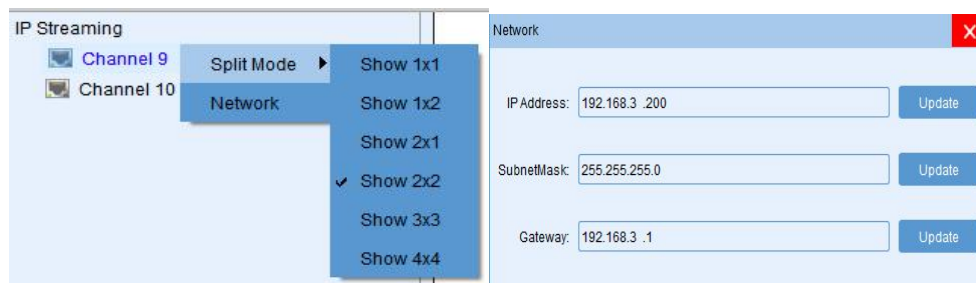 IP Streaming
Channel 9
Channel 10
Split Mode
Network
Show 1x1
Show 1x2
Show 2x1
Show 2x2
Show 3x3
Show 4x4
Network
X
IP Address: 192.168.3 .200 Update
SubnetMask: 255.255.255.0 Update
Gateway: 192.168.3 .1 Update